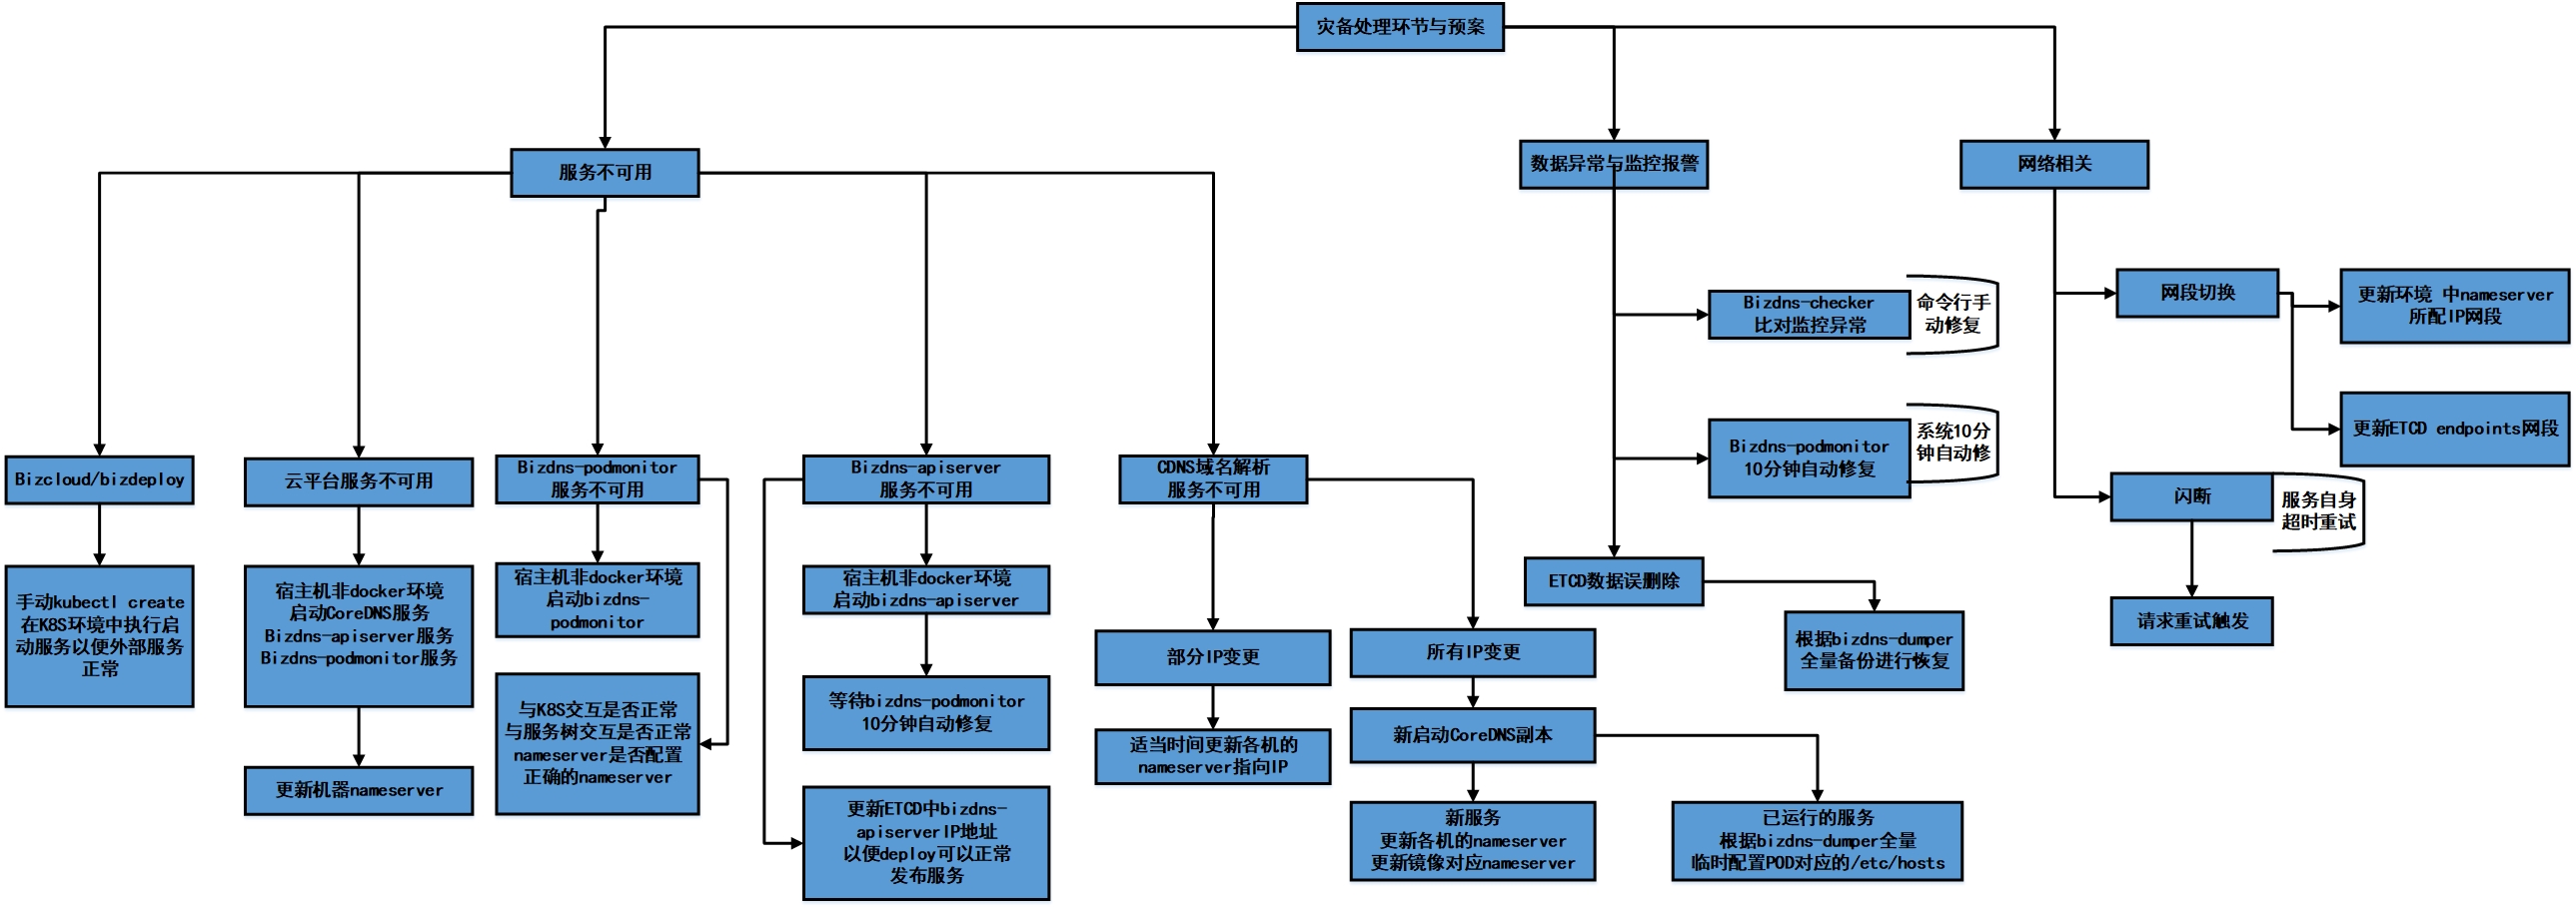 灾备处理环节与预案
服务不可用
数据异常与监控报警
网络相关
Bizcloud/bizdeploy
手动kubectl create
在K8S环境中执行启
动服务以便外部服务
正常
云平台服务不可用
宿主机非docker环境
启动CoreDNS服务
Bizdns-apiserver服务
Bizdns-podmonitor服务
更新机器nameserver
Bizdns-podmonitor
服务不可用
宿主机非docker环境
启动bizdns-
podmonitor
与K8S交互是否正常
与服务树交互是否正常
nameserver是否配置
正确的nameserver
Bizdns-apiserver
服务不可用
宿主机非docker环境
启动bizdns-apiserver
等待bizdns-podmonitor
10分钟自动修复
更新ETCD中bizdns-
apiserverIP地址
以便deploy可以正常
发布服务
CDNS域名解析
服务不可用
部分IP变更
适当时间更新各机的
nameserver指向IP
所有IP变更
新启动CoreDNS副本
新服务
更新各机的nameserver
更新镜像对应nameserver
已运行的服务
根据bizdns-dumper全量
临时配置POD对应的/etc/hosts
Bizdns-checker
比对监控异常
命令行手
动修复
Bizdns-podmonitor
10分钟自动修复
系统10分
钟自动修
ETCD数据误删除
根据bizdns-dumper
全量备份进行恢复
网段切换
更新环境 中nameserver
所配IP网段
更新ETCD endpoints网段
闪断
服务自身
超时重试
请求重试触发